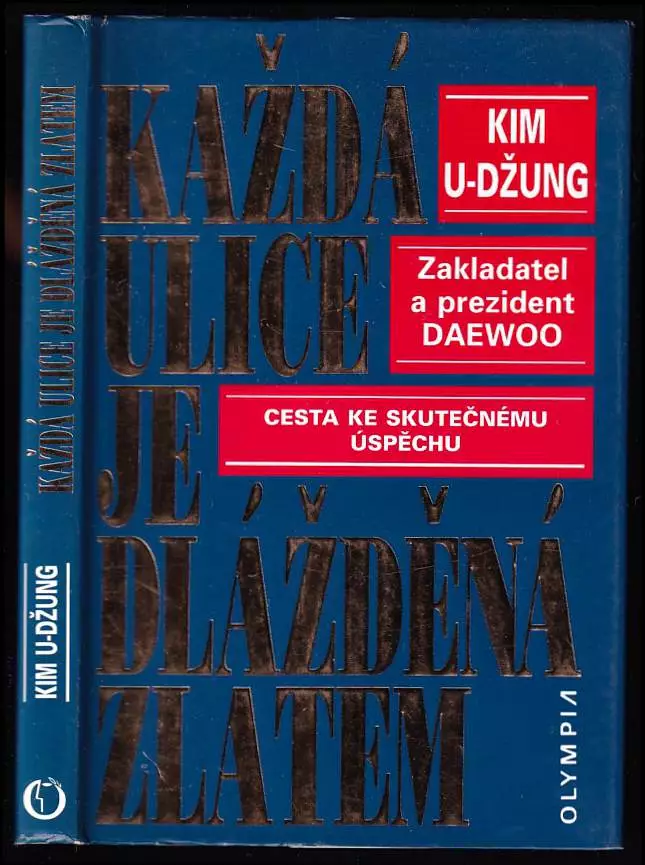 KAŽDÁ ULICE JE DLÁŽDĚNÁ ZLATEM
KIM U-DŽUNG
KAŽDÁ
ULICE
JE
DLÁŽDĚNÁ
ZLATEM
KIM
U-DŽUNG
Zakladatel
a prezident
DAEWOO
CESTA KE SKUTEČNÉMU
ÚSPĚCHU
OLYMPIA